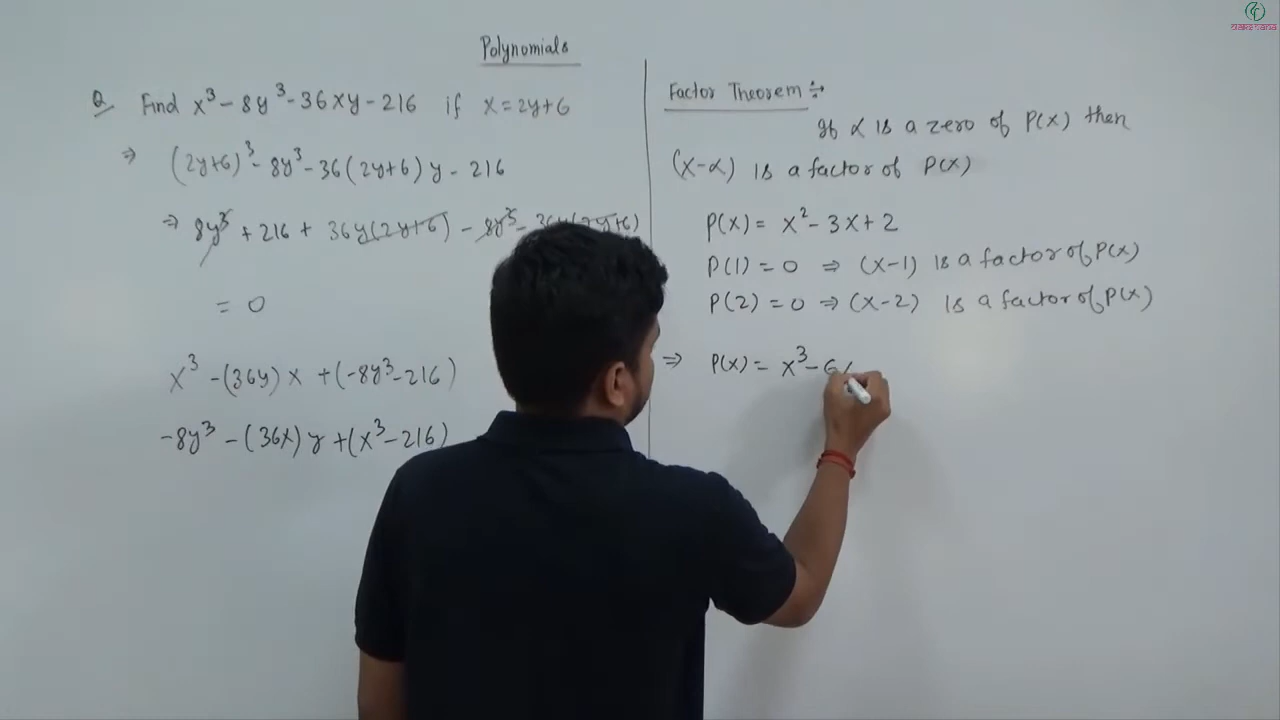 Polynomials
Q Find x³ - 8y³ - 36xy - 216 if x = 2y+6
⇒ (2y+6)³ - 8y³ - 36(2y+6)y - 216
⇒ 8y³ + 216 + 36y(2y+6) - 8y³ - 36y(2y+6)
= 0
x³ - (36y)x + (-8y³ - 216)
-8y³ - (36x)y + (x³ - 216)
Factor Theorem ÷→
If α is a zero of P(x) then
(x-α) is a factor of P(x)
P(x) = x² - 3x + 2
P(1) = 0 ⇒ (x-1) is a factor of P(x)
P(2) = 0 ⇒ (x-2) is a factor of P(x)
⇒ P(x) = x³ - 6